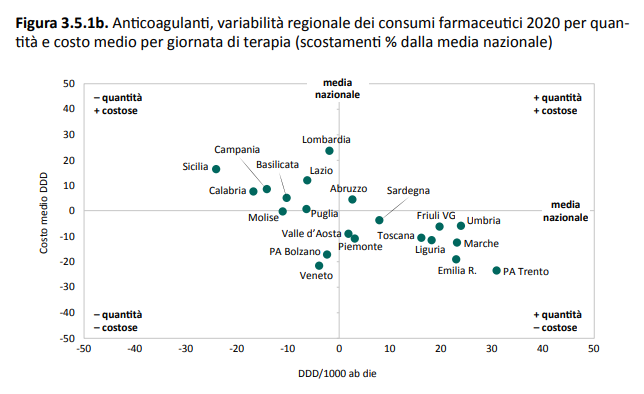 Figura 3.5.1b. Anticoagulanti, variabilità regionale dei consumi farmaceutici 2020 per quan-
tità e costo medio per giornata di terapia (scostamenti % dalla media nazionale)
50
40
30
20
10
0
-10
-20
-30
-40
-50
Costo medio DDD
– quantità
+ costose
media
nazionale
+ quantità
+ costose
Lombardia
Campania
Sicilia
Basilicata
Lazio
Calabria
Abruzzo
Sardegna
media
nazionale
Molise
Puglia
Friuli VG
Umbria
Valle d'Aosta
Piemonte
Toscana
Liguria
Marche
PA Bolzano
Veneto
Emilia R.
PA Trento
– quantità
– costose
+ quantità
– costose
-50
-40
-30
-20
-10
0
10
20
30
40
50
DDD/1000 ab die